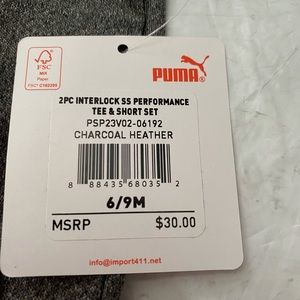 FSC
MIX
Paper
FSC® C162295
PUMA
2PC INTERLOCK SS PERFORMANCE
TEE & SHORT SET
PSP23V02-06192
CHARCOAL HEATHER
8 88435 68035 2
6/9M
MSRP $30.00
info@import411.net